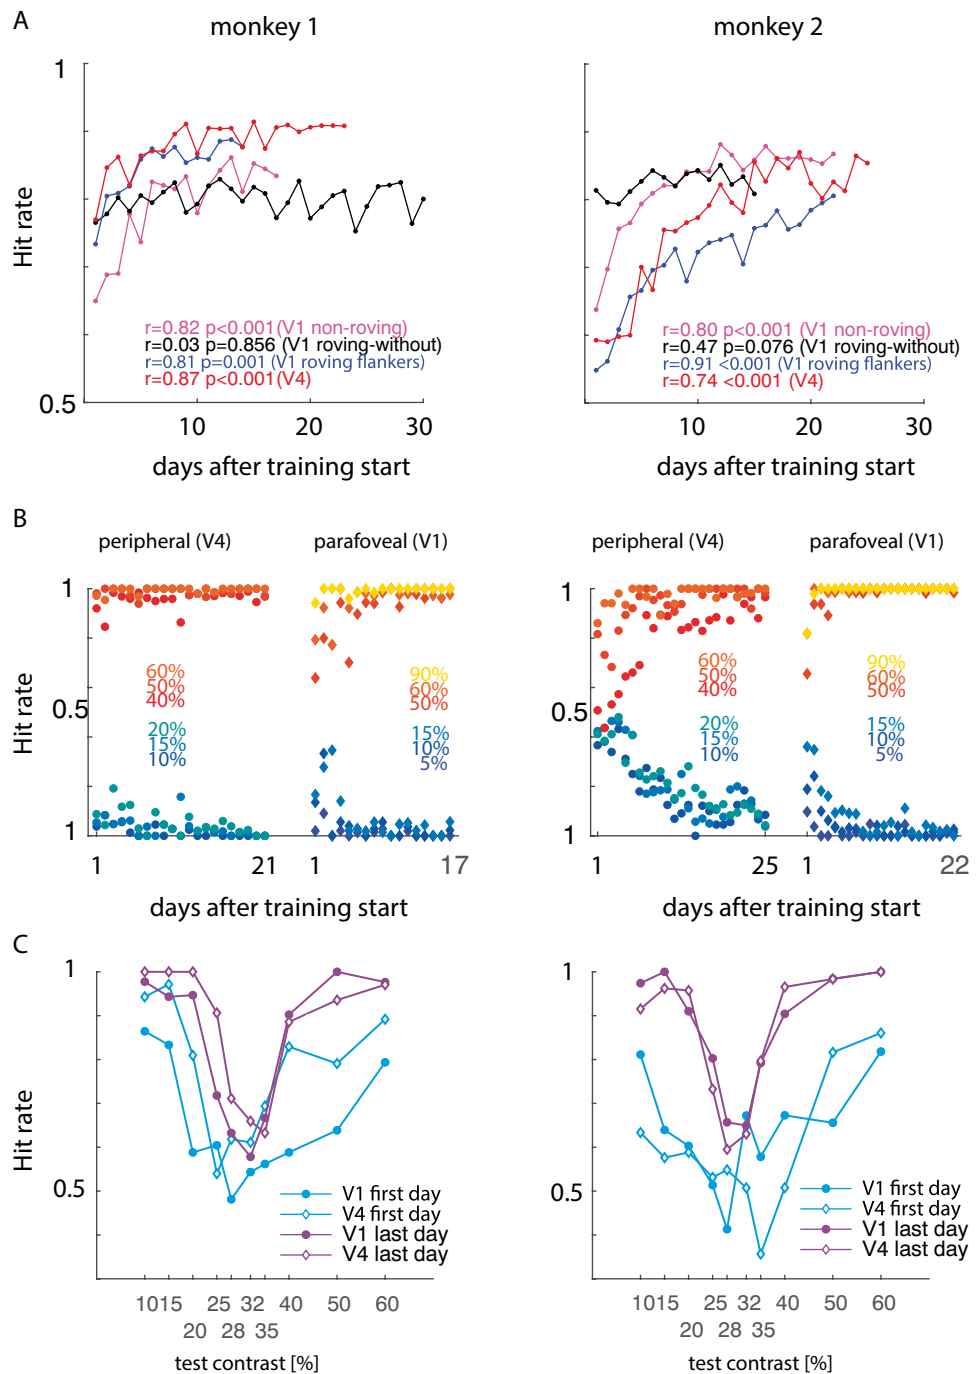 A
monkey 1
monkey 2
1
Hit rate
r=0.82 p<0.001 (V1 non-roving)
r=0.03 p=0.856 (V1 roving-without)
r=0.81 p=0.001 (V1 roving flankers)
r=0.87 p<0.001 (V4)
r=0.80 p<0.001 (V1 non-roving)
r=0.47 p=0.076 (V1 roving-without)
r=0.91 <0.001 (V1 roving flankers)
r=0.74 <0.001 (V4)
0.5
10 20 30
10 20 30
days after training start
days after training start
B
peripheral (V4) parafoveal (V1)
peripheral (V4) parafoveal (V1)
1
0.5
1
Hit rate
60%
50%
40%
20%
15%
10%
90%
60%
50%
15%
10%
5%
1 21 1 17
days after training start
1
0.5
1
Hit rate
60%
50%
40%
20%
15%
10%
90%
60%
50%
15%
10%
5%
1 25 1 22
days after training start
C
1
0.5
Hit rate
V1 first day
V4 first day
V1 last day
V4 last day
10 15 25 32 40 50 60
20 28 35
test contrast [%]
1
0.5
V1 first day
V4 first day
V1 last day
V4 last day
10 15 25 32 40 50 60
20 28 35
test contrast [%]